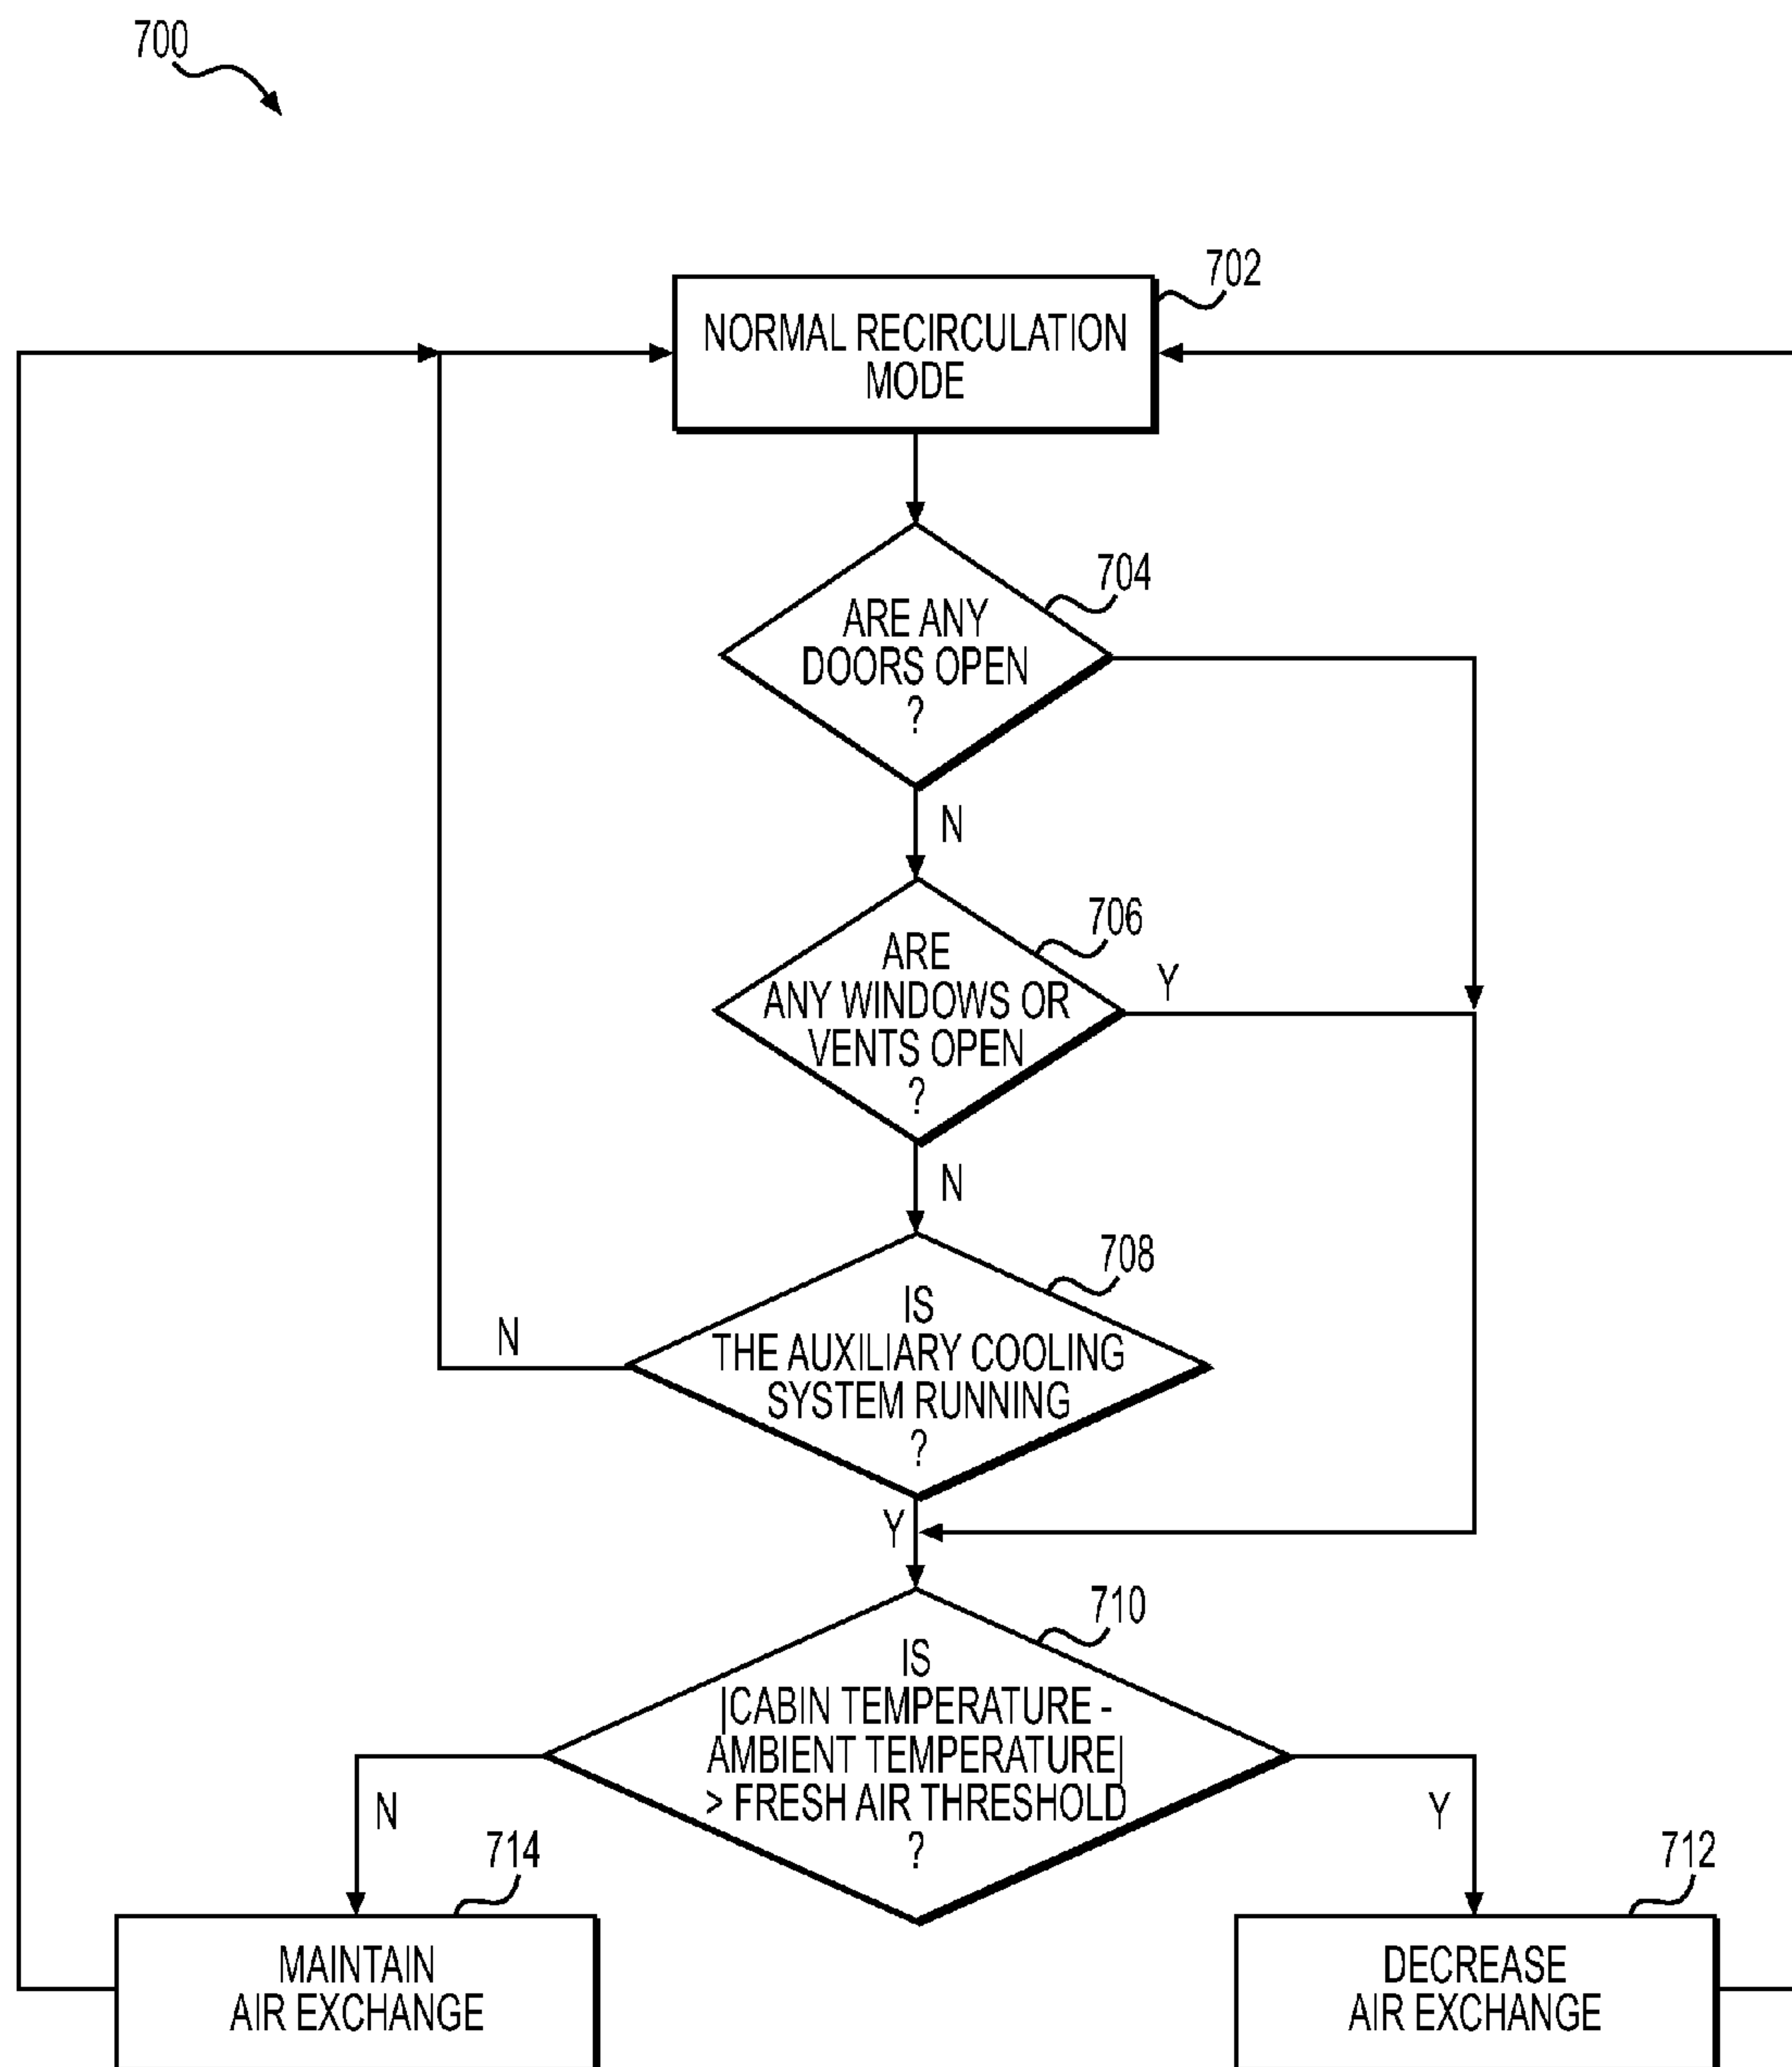 700
702
NORMAL RECIRCULATION
MODE
704
ARE ANY
DOORS OPEN
?
N
706
ARE
ANY WINDOWS OR
VENTS OPEN
?
Y
N
708
IS
THE AUXILIARY COOLING
SYSTEM RUNNING
?
N
Y
710
IS
|CABIN TEMPERATURE -
AMBIENT TEMPERATURE|
> FRESH AIR THRESHOLD
?
N
Y
714
712
MAINTAIN
AIR EXCHANGE
DECREASE
AIR EXCHANGE